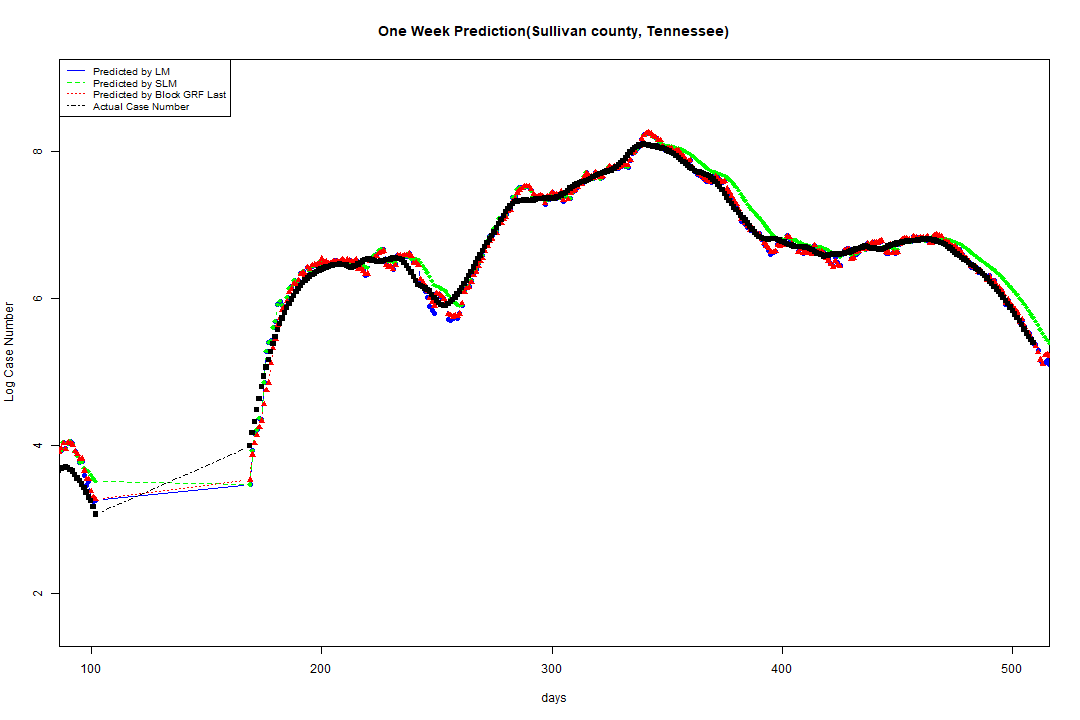 One Week Prediction(Sullivan county, Tennessee)
Predicted by LM
Predicted by SLM
Predicted by Block GRF Last
Actual Case Number
8
6
4
2
Log Case Number
100 200 300 400 500
days